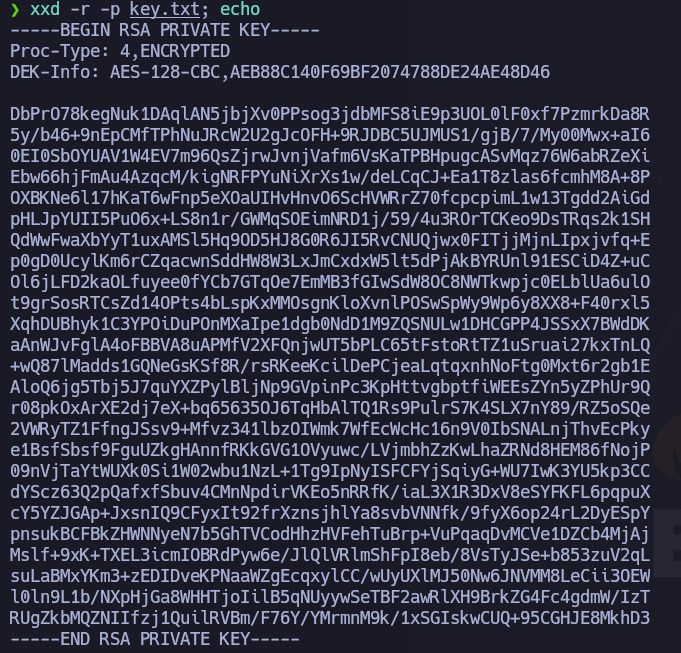 ❯ xxd -r -p key.txt; echo
-----BEGIN RSA PRIVATE KEY-----
Proc-Type: 4,ENCRYPTED
DEK-Info: AES-128-CBC,AEB88C140F69BF2074788DE24AE48D46

DbPrO78kegNuk1DAqlAN5jbjXv0PPsog3jdbMFS8iE9p3UOL0lF0xf7PzmrkDa8R
5y/b46+9nEpCMfTPhNuJRcW2U2gJcOFH+9RJDBC5UJMUS1/gjB/7/My00Mwx+aI6
0EI0SbOYUAV1W4EV7m96QsZjrwJvnjVafm6VsKaTPBHpugcASvMqz76W6abRZeXi
Ebw66hjFmAu4AzqcM/kigNRFPYuNiXrXs1w/deLCqCJ+Ea1T8zlas6fcmhM8A+8P
OXBKNe6l17hKaT6wFnp5eXOaUIHvHnvO6ScHVWRrZ70fcpcpimL1w13Tgdd2AiGd
pHLJpYUII5PuO6x+LS8n1r/GWMqSOEimNRD1j/59/4u3ROrTCKeo9DsTRqs2k1SH
QdWwFwaXbYyT1uxAMSl5Hq9OD5HJ8G0R6JI5RvCNUQjwx0FITjjMjnLIpxjvfq+E
p0gD0UcylKm6rCZqacwnSddHW8W3LxJmCxdxW5lt5dPjAkBYRUnl91ESCiD4Z+uC
Ol6jLFD2kaOLfuyee0fYCb7GTqOe7EmMB3fGIwSdW8OC8NWTkwpjc0ELblUa6ulO
t9grSosRTCsZd14OPts4bLspKxMMOsgnKloXvnlPOSwSpWy9Wp6y8XX8+F40rxl5
XqhDUBhyk1C3YPOiDuPOnMXaIpe1dgb0NdD1M9ZQSNULw1DHCGPP4JSSxX7BWdDK
aAnWJvFglA4oFBBVA8uAPMfV2XFQnjwUT5bPLC65tFstoRtTZ1uSruai27kxTnLQ
+wQ87lMadds1GQNeGsKSf8R/rsRKeeKcilDePCjeaLqtqxnhNoFtg0Mxt6r2gb1E
AloQ6jg5Tbj5J7quYXZPylBljNp9GVpinPc3KpHttvgbptfiWEEsZYn5yZPhUr9Q
r08pkOxArXE2dj7eX+bq65635OJ6TqHbAlTQ1Rs9PulrS7K4SLX7nY89/RZ5oSQe
2VWRyTZ1FfngJSsv9+Mfvz341lbzOIWmk7WfEcWcHc16n9V0IbSNALnjThvEcPky
e1BsfSbsf9FguUZkgHAnnfRKkGVG1OVyuwc/LVjmbhZzKwLhaZRNd8HEM86fNojP
09nVjTaYtWUXk0Si1W02wbu1NzL+1Tg9IpNyISFCFYjSqiyG+WU7IwK3YU5kp3CC
dYScz63Q2pQafxfSbuv4CMnNpdirVKEo5nRRfK/iaL3X1R3DxV8eSYFKFL6pqpuX
cY5YZJGAp+JxsnIQ9CFyxIt92frXznsjhlYa8svbVNNfk/9fyX6op24rL2DyESpY
pnsukBCFBkZHWNNyeN7b5GhTVCodHhzHVFehTuBrp+VuPqaqDvMCVe1DZCb4MjAj
Mslf+9xK+TXEL3icmIOBRdPyw6e/JlQlVRlmShFpI8eb/8VsTyJSe+b853zuV2qL
suLaBMxYKm3+zEDIDveKPNaaWZgEcqxylCC/wUyUXlMJ50Nw6JNVMM8LeCii3OEW
l0ln9L1b/NXpHjGa8WHHTjoIilB5qNUyywSeTBF2awRlXH9BrkZG4Fc4gdmW/IzT
RUgZkbMQZNIIfzj1QuilRVBm/F76Y/YMrmnM9k/1xSGIskwCUQ+95CGHJE8MkhD3
-----END RSA PRIVATE KEY-----